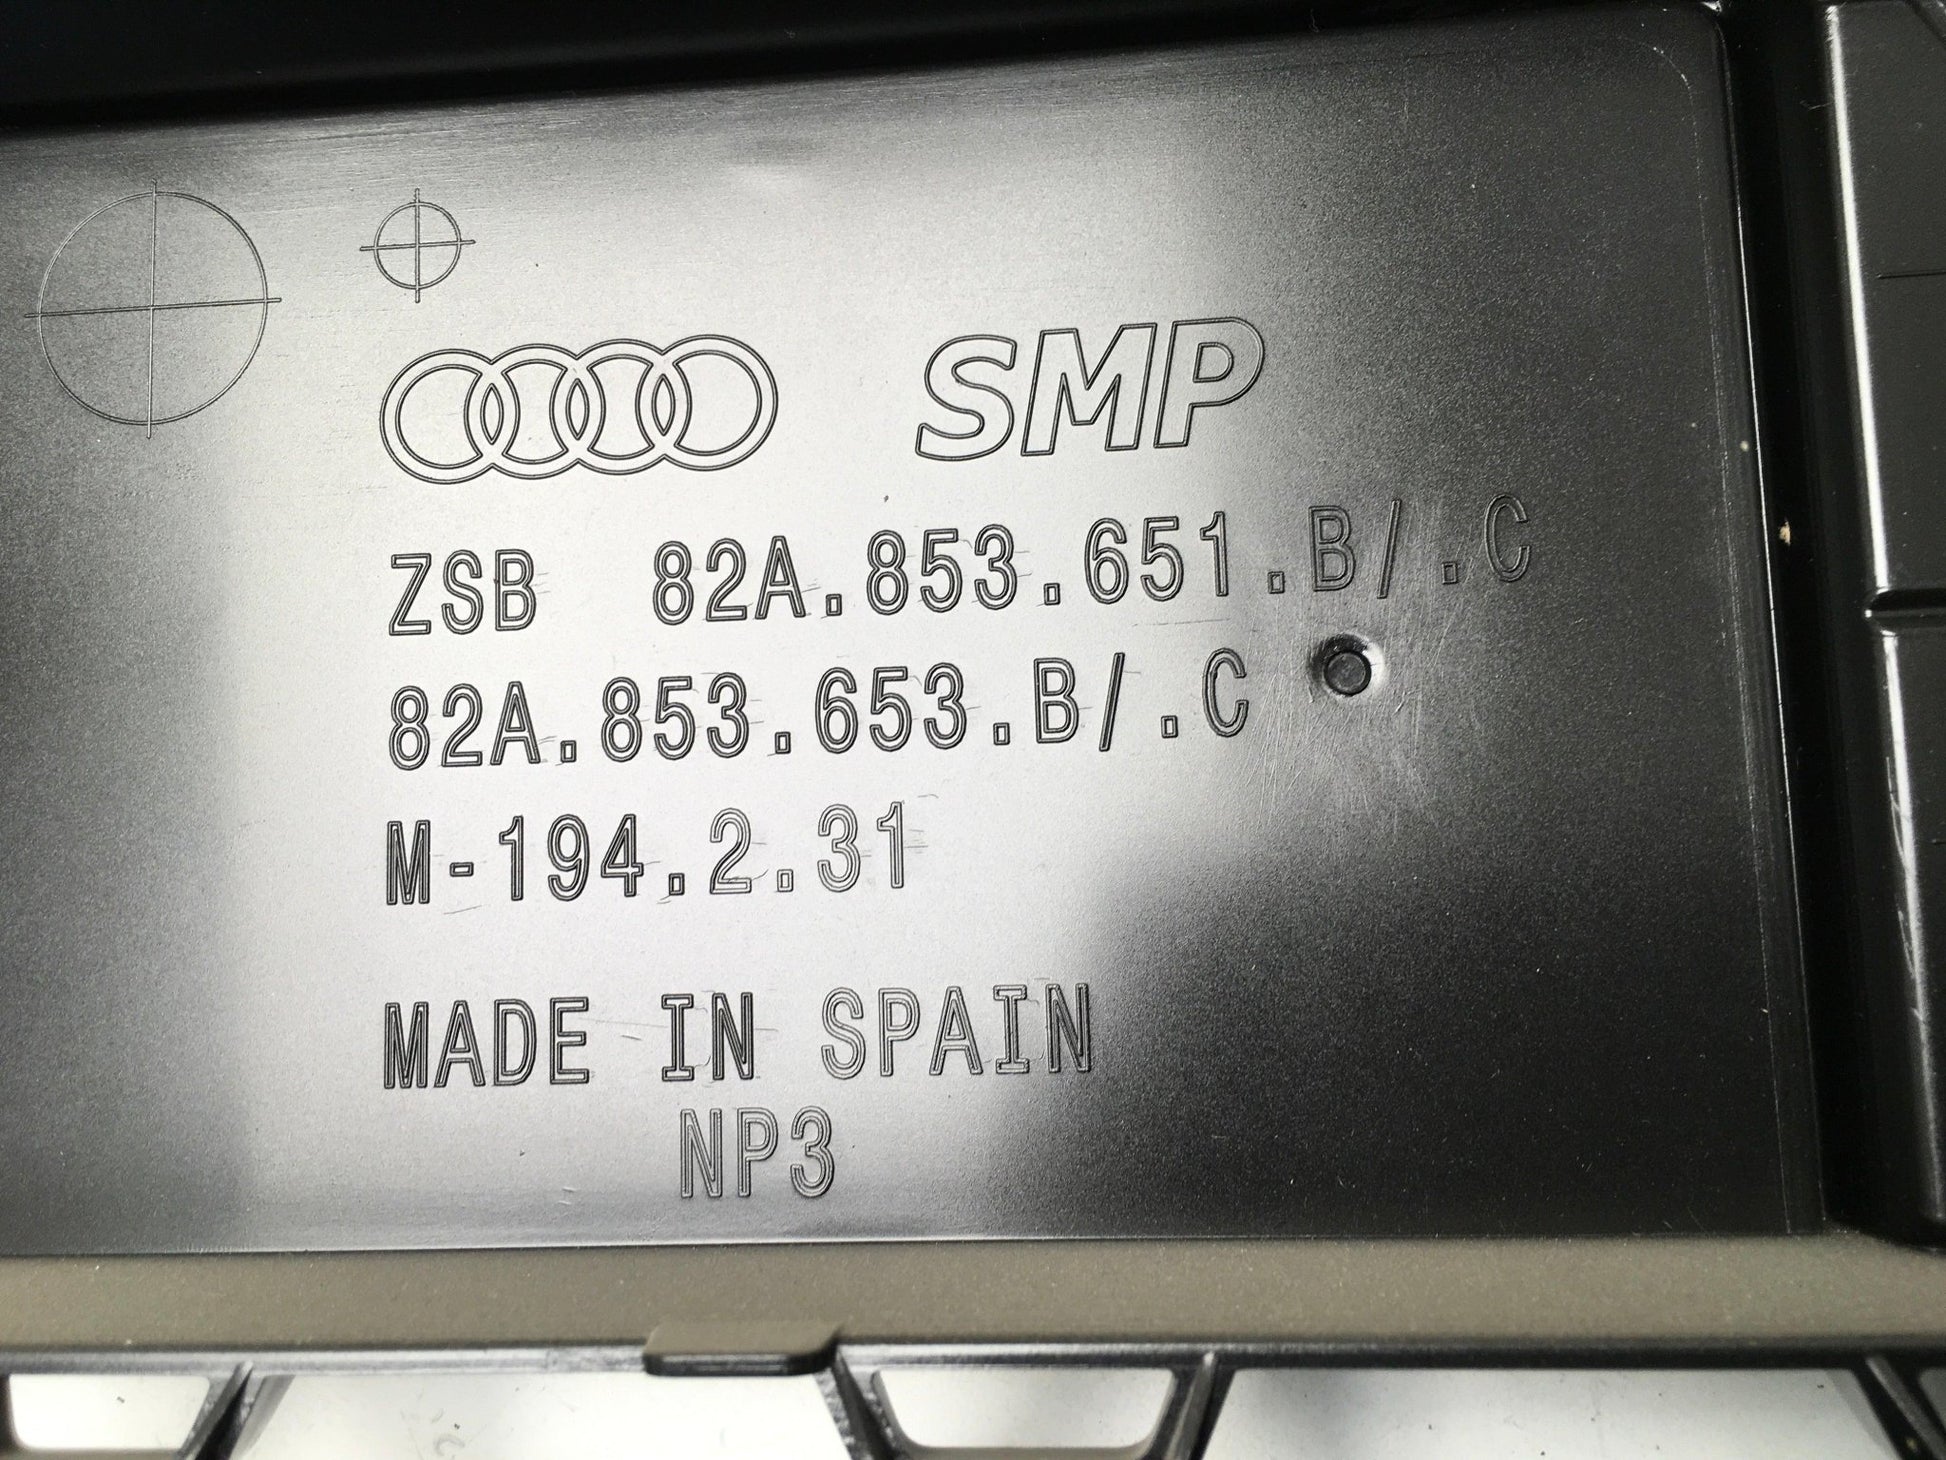 SMP
ZSB 82A.853.651.B/.C
82A.853.653.B/.C
M-194.2.31
MADE IN SPAIN
NP3